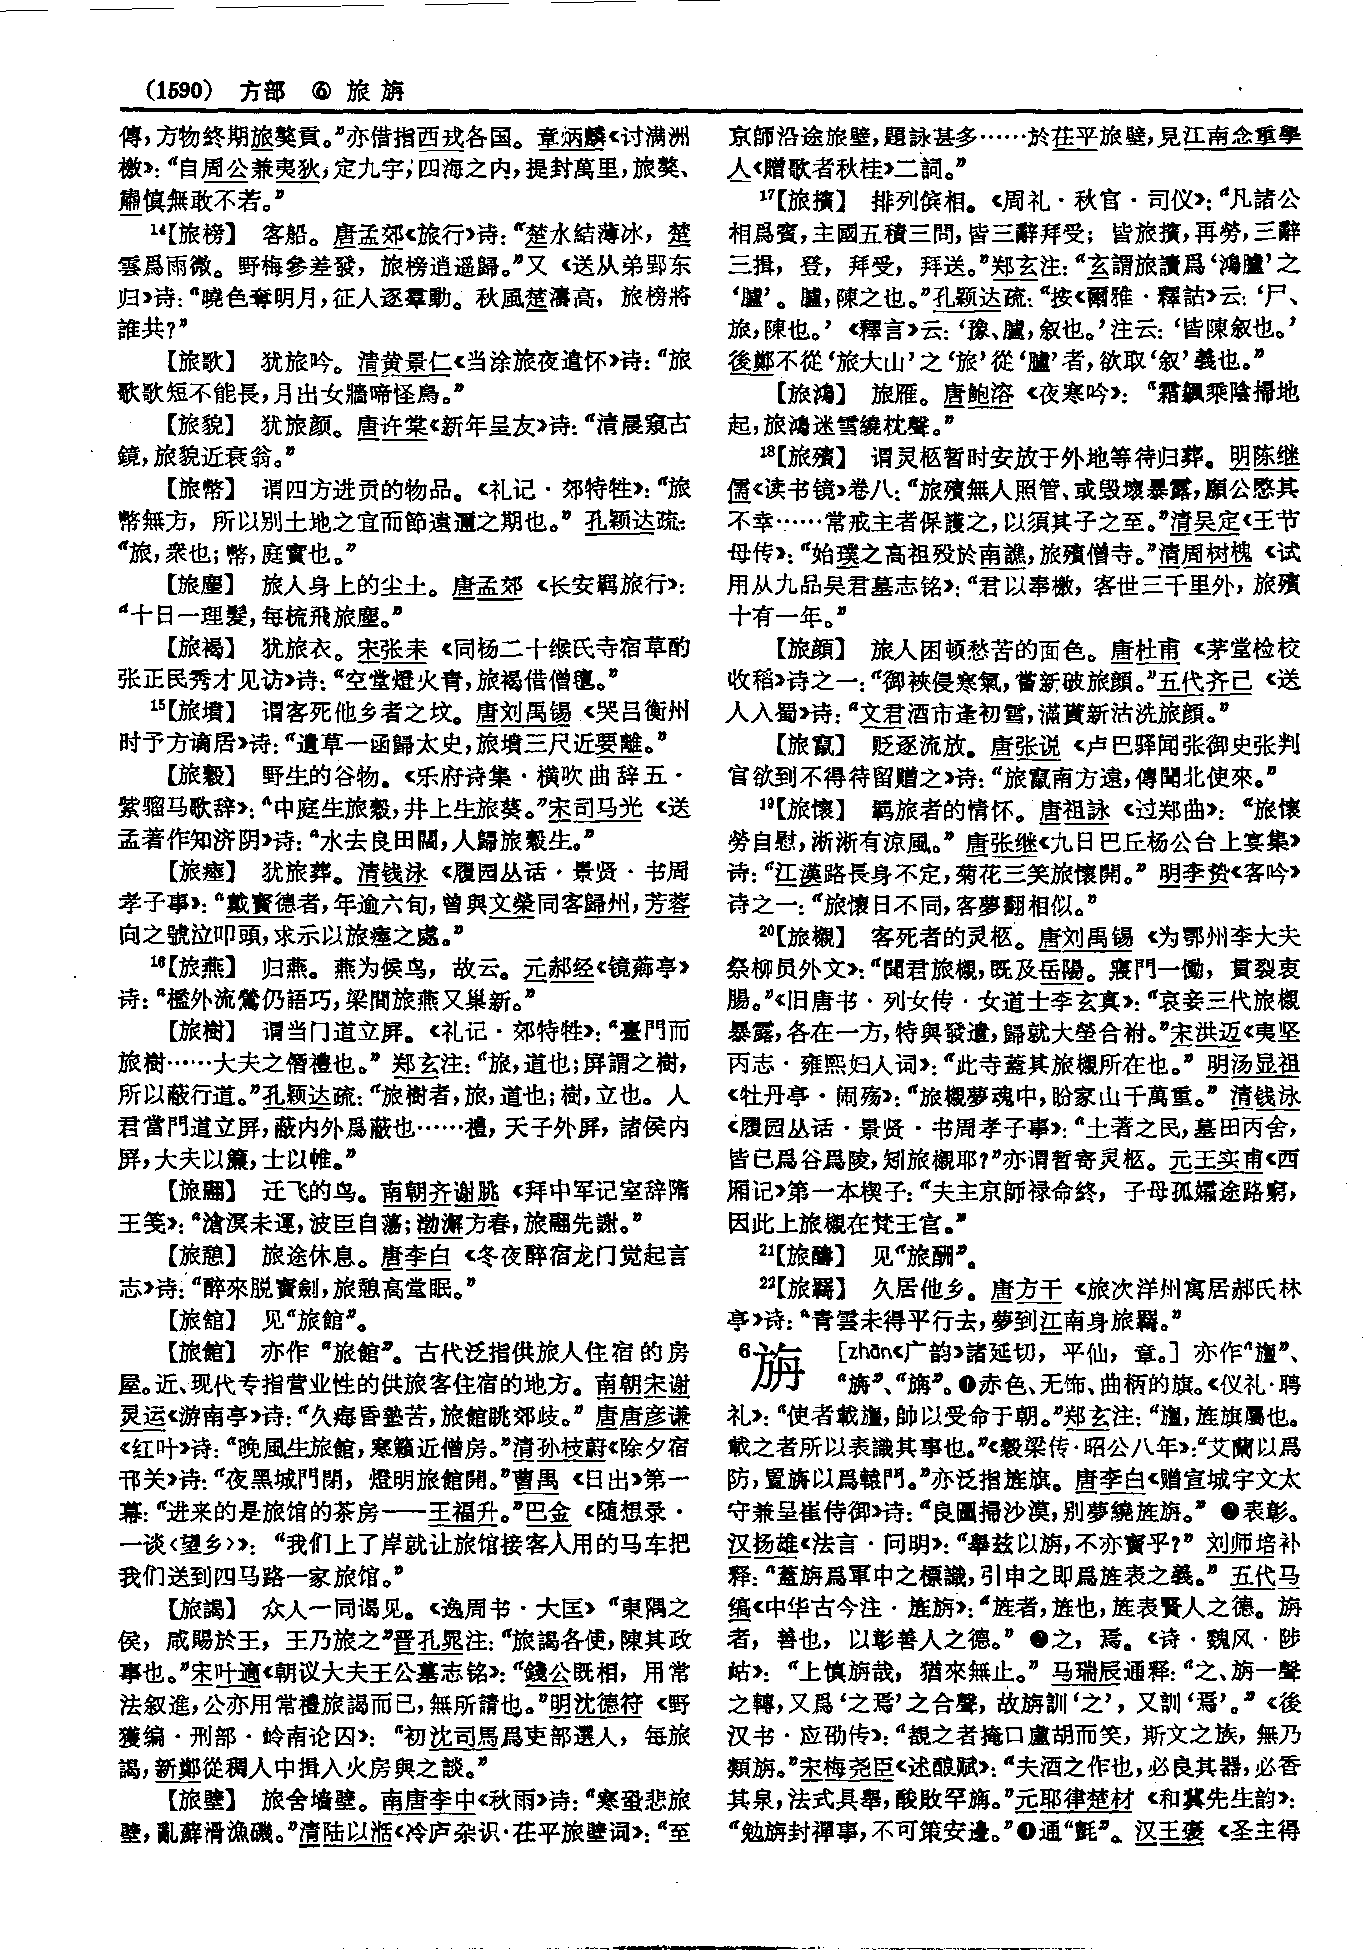 (1590) 方部 ⑥ 旅 旃
傳，方物終期旅獒貢。”亦借指西戎各国。章炳麟《讨满洲
檄》：“自周公兼夷狄，定九宇，四海之内，提封萬里，旅獒、
肅慎無敢不若。”
14【旅榜】 客船。唐孟郊《旅行》诗：“楚水結薄冰，楚
雲爲雨微。野梅參差發，旅榜逍遥歸。”又《送从弟郢东
归》诗：“曉色奪明月，征人逐羣動。秋風楚濤高，旅榜將
誰共？”
【旅歌】 犹旅吟。清黄景仁《当涂旅夜遣怀》诗：“旅
歌歌短不能長，月出女牆啼怪鳥。”
【旅貌】 犹旅颜。唐许棠《新年呈友》诗：“清晨窺古
鏡，旅貌近衰翁。”
【旅幣】 谓四方进贡的物品。《礼记·郊特牲》：“旅
幣無方，所以别土地之宜而節遠邇之期也。”孔颖达疏：
“旅，衆也；幣，庭實也。”
【旅塵】 旅人身上的尘土。唐孟郊《长安羁旅行》：
“十日一理髮，每梳飛旅塵。”
【旅褐】 犹旅衣。宋张耒《同杨二十缑氏寺宿草酌
张正民秀才见访》诗：“空堂燈火青，旅褐借僧氊。”
15【旅墳】 谓客死他乡者之坟。唐刘禹锡《哭吕衡州
时予方谪居》诗：“遺草一函歸太史，旅墳三尺近要離。”
【旅穀】 野生的谷物。《乐府诗集·横吹曲辞五·
紫骝马歌辞》：“中庭生旅穀，井上生旅葵。”宋司马光《送
孟著作知济阴》诗：“水去良田闊，人歸旅穀生。”
【旅瘞】 犹旅葬。清钱泳《履园丛话·景贤·书周
孝子事》：“戴寶德者，年逾六旬，曾與文榮同客歸州，芳蓉
向之號泣叩頭，求示以旅瘞之處。”
16【旅燕】 归燕。燕为候鸟，故云。元郝经《镜芗亭》
诗：“檻外流鶯仍語巧，梁間旅燕又巢新。”
【旅樹】 谓当门道立屏。《礼记·郊特牲》：“臺門而
旅樹……大夫之僭禮也。”郑玄注：“旅，道也；屏謂之樹，
所以蔽行道。”孔颖达疏：“旅樹者，旅，道也；樹，立也。人
君當門道立屏，蔽内外爲蔽也……禮，天子外屏，諸侯内
屏，大夫以簾，士以帷。”
【旅翮】 迁飞的鸟。南朝齐谢朓《拜中军记室辞隋
王笺》：“滄溟未運，波臣自蕩；渤澥方春，旅翮先謝。”
【旅憩】 旅途休息。唐李白《冬夜醉宿龙门觉起言
志》诗：“醉來脱寶劍，旅憩高堂眠。”
【旅舘】 见“旅館”。
【旅館】 亦作“旅舘”。古代泛指供旅人住宿的房
屋。近、现代专指营业性的供旅客住宿的地方。南朝宋谢
灵运《游南亭》诗：“久痗昏墊苦，旅館眺郊歧。”唐唐彦谦
《红叶》诗：“晚風生旅館，寒籟近僧房。”清孙枝蔚《除夕宿
邗关》诗：“夜黑城門閉，燈明旅館開。”曹禺《日出》第一
幕：“进来的是旅馆的茶房——王福升。”巴金《随想录·
一谈〈望乡〉》：“我们上了岸就让旅馆接客人用的马车把
我们送到四马路一家旅馆。”
【旅謁】 众人一同谒见。《逸周书·大匡》“東隅之
侯，咸賜於王，王乃旅之”晋孔晁注：“旅謁各使，陳其政
事也。”宋叶適《朝议大夫王公墓志铭》：“錢公既相，用常
法叙進，公亦用常禮旅謁而已，無所請也。”明沈德符《野
獲编·刑部·岭南论囚》：“初沈司馬爲吏部選人，每旅
謁，新鄭從稠人中揖入火房與之談。”
【旅壁】 旅舍墙壁。南唐李中《秋雨》诗：“寒蛩悲旅
壁，亂蘚滑漁磯。”清陆以湉《冷庐杂识·茌平旅壁词》：“至
京師沿途旅壁，題詠甚多……於茌平旅壁，見江南念重學
人《贈歌者秋桂》二詞。”
17【旅擯】 排列傧相。《周礼·秋官·司仪》：“凡諸公
相爲賓，主國五積三問，皆三辭拜受；皆旅擯，再勞，三辭
三揖，登，拜受，拜送。”郑玄注：“玄謂旅讀爲‘鴻臚’之
‘臚’。臚，陳之也。”孔颖达疏：“按《爾雅·釋詁》云：‘尸、
旅，陳也。’《釋言》云：‘豫、臚，叙也。’注云：‘皆陳叙也。’
後鄭不從‘旅大山’之‘旅’從‘臚’者，欲取‘叙’義也。”
【旅鴻】 旅雁。唐鲍溶《夜寒吟》：“霜飆乘陰掃地
起，旅鴻迷雪繞枕聲。”
18【旅殯】 谓灵柩暂时安放于外地等待归葬。明陈继
儒《读书镜》卷八：“旅殯無人照管、或毁壞暴露，願公愍其
不幸……常戒主者保護之，以須其子之至。”清吴定《王节
母传》：“始璞之高祖殁於南譙，旅殯僧寺。”清周树槐《试
用从九品吴君墓志铭》：“君以奉檄，客世三千里外，旅殯
十有一年。”
【旅顔】 旅人困顿愁苦的面色。唐杜甫《茅堂检校
收稻》诗之一：“御裌侵寒氣，嘗新破旅顔。”五代齐己《送
人入蜀》诗：“文君酒市逢初雪，滿貰新沽洗旅顔。”
【旅竄】 贬逐流放。唐张说《卢巴驿闻张御史张判
官欲到不得待留赠之》诗：“旅竄南方遠，傳聞北使來。”
19【旅懷】 羁旅者的情怀。唐祖詠《过郑曲》：“旅懷
勞自慰，淅淅有涼風。”唐张继《九日巴丘杨公台上宴集》
诗：“江漢路長身不定，菊花三笑旅懷開。”明李贽《客吟》
诗之一：“旅懷日不同，客夢翻相似。”
20【旅櫬】 客死者的灵柩。唐刘禹锡《为鄂州李大夫
祭柳员外文》：“聞君旅櫬，既及岳陽。寢門一慟，貫裂衷
腸。”《旧唐书·列女传·女道士李玄真》：“哀妾三代旅櫬
暴露，各在一方，特與發遣，歸就大塋合祔。”宋洪迈《夷坚
丙志·雍熙妇人词》：“此寺蓋其旅櫬所在也。”明汤显祖
《牡丹亭·闹殇》：“旅櫬夢魂中，盼家山千萬重。”清钱泳
《履园丛话·景贤·书周孝子事》：“土著之民，墓田丙舍，
皆已爲谷爲陵，矧旅櫬耶？”亦谓暂寄灵柩。元王实甫《西
厢记》第一本楔子：“夫主京師禄命終，子母孤孀途路窮，
因此上旅櫬在梵王宫。”
21【旅醻】 见“旅酬”。
22【旅羇】 久居他乡。唐方干《旅次洋州寓居郝氏林
亭》诗：“青雲未得平行去，夢到江南身旅羇。”
6旃 [zhān《广韵》諸延切，平仙，章。] 亦作“旜”、
“旃”、“旃”。❶赤色、无饰、曲柄的旗。《仪礼·聘
礼》：“使者載旜，帥以受命于朝。”郑玄注：“旜，旌旗屬也。
載之者所以表識其事也。”《穀梁传·昭公八年》：“艾蘭以爲
防，置旃以爲轅門。”亦泛指旌旗。唐李白《赠宣城宇文太
守兼呈崔侍御》诗：“良圖掃沙漠，别夢繞旌旃。”❷表彰。
汉扬雄《法言·问明》：“舉兹以旃，不亦寶乎？”刘师培补
释：“蓋旃爲軍中之標識，引申之即爲旌表之義。”五代马
缟《中华古今注·旌旃》：“旌者，旌也，旌表賢人之德。旃
者，善也，以彰善人之德。”❸之，焉。《诗·魏风·陟
岵》：“上慎旃哉，猶來無止。”马瑞辰通释：“之、旃一聲
之轉，又爲‘之焉’之合聲，故旃訓‘之’，又訓‘焉’。”《後
汉书·应劭传》：“覩之者掩口盧胡而笑，斯文之族，無乃
類旃。”宋梅尧臣《述酿赋》：“夫酒之作也，必良其器，必香
其泉，法式具舉，酸敗罕旃。”元耶律楚材《和冀先生韵》：
“勉旃封禪事，不可策安邊。”❹通“氈”。汉王褒《圣主得